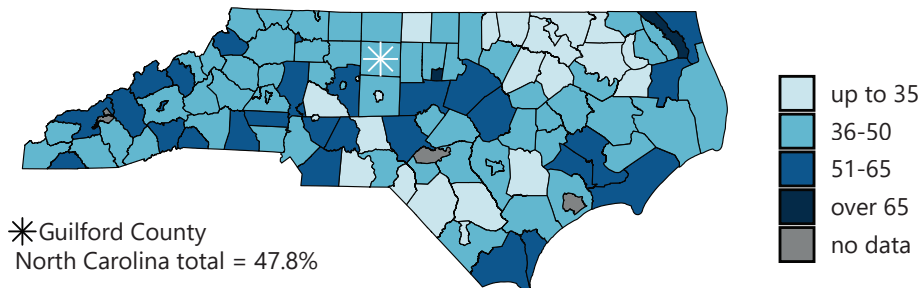 up to 35
36-50
51-65
over 65
no data
Guilford County
North Carolina total = 47.8%